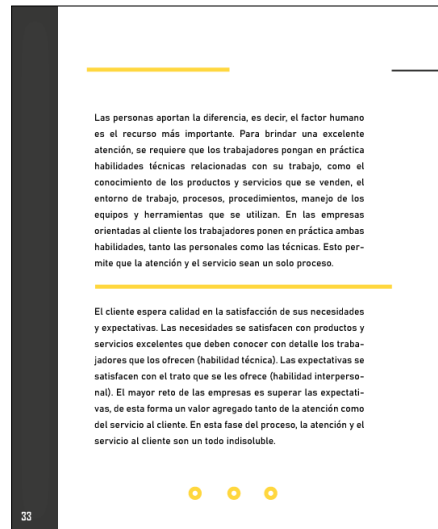 Las personas aportan la diferencia, es decir, el factor humano
es el recurso más importante. Para brindar una excelente
atención, se requiere que los trabajadores pongan en práctica
habilidades técnicas relacionadas con su trabajo, como el
conocimiento de los productos y servicios que se venden, el
entorno de trabajo, procesos, procedimientos, manejo de los
equipos y herramientas que se utilizan. En las empresas
orientadas al cliente los trabajadores ponen en práctica ambas
habilidades, tanto las personales como las técnicas. Esto per-
mite que la atención y el servicio sean un solo proceso.
El cliente espera calidad en la satisfacción de sus necesidades
y expectativas. Las necesidades se satisfacen con productos y
servicios excelentes que deben conocer con detalle los traba-
jadores que los ofrecen (habilidad técnica). Las expectativas se
satisfacen con el trato que se les ofrece (habilidad interperso-
nal). El mayor reto de las empresas es superar las expectati-
vas, de esta forma un valor agregado tanto de la atención como
del servicio al cliente. En esta fase del proceso, la atención y el
servicio al cliente son un todo indisoluble.
33